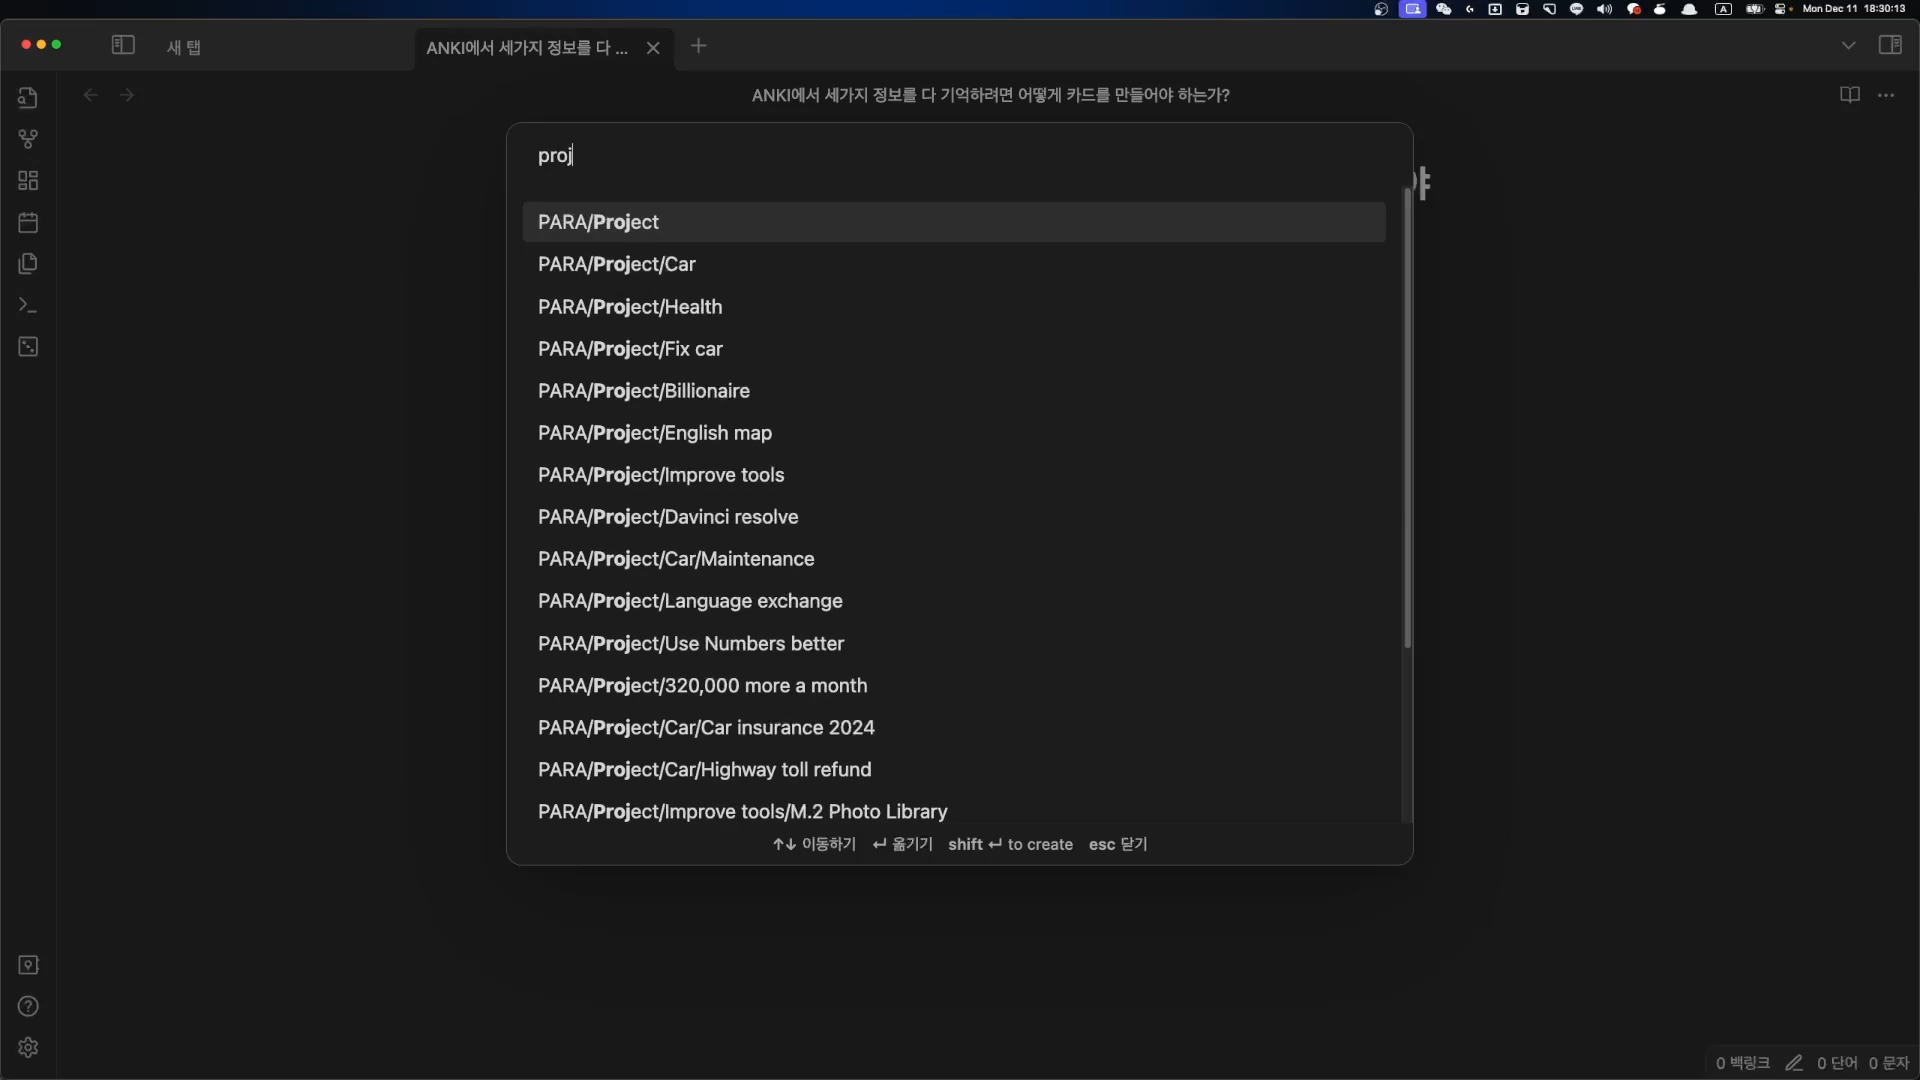 Mon Dec 11 18:30:13
새 탭
ANKI에서 세가지 정보를 다 ...
ANKI에서 세가지 정보를 다 기억하려면 어떻게 카드를 만들어야 하는가?
proj
PARA/Project
PARA/Project/Car
PARA/Project/Health
PARA/Project/Fix car
PARA/Project/Billionaire
PARA/Project/English map
PARA/Project/Improve tools
PARA/Project/Davinci resolve
PARA/Project/Car/Maintenance
PARA/Project/Language exchange
PARA/Project/Use Numbers better
PARA/Project/320,000 more a month
PARA/Project/Car/Car insurance 2024
PARA/Project/Car/Highway toll refund
PARA/Project/Improve tools/M.2 Photo Library
↑↓ 이동하기 ↵ 옮기기 shift ↵ to create esc 닫기
0 백링크 0 단어 0 문자